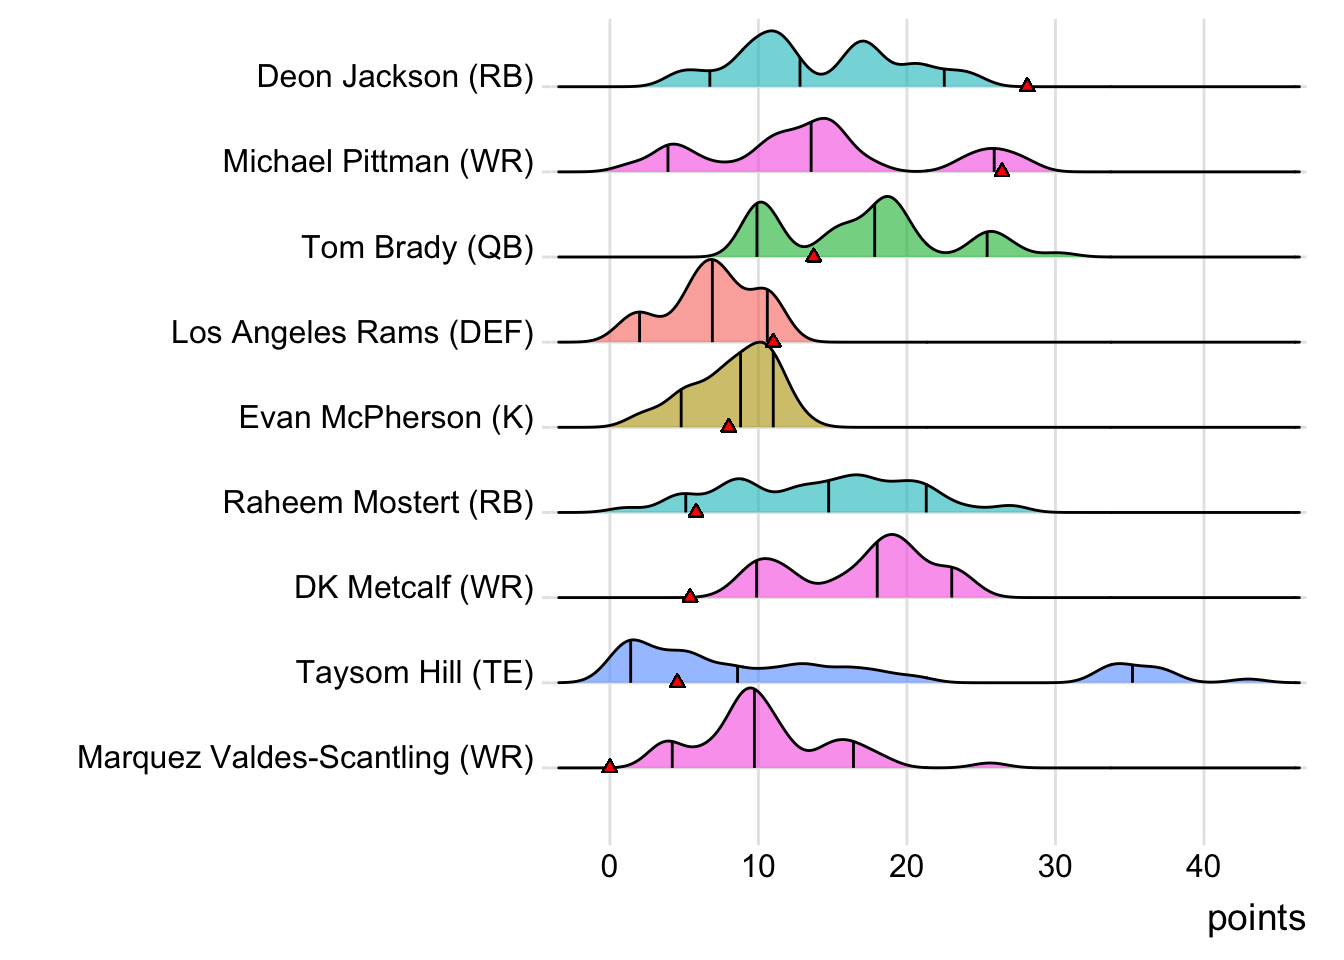 Deon Jackson (RB)
Michael Pittman (WR)
Tom Brady (QB)
Los Angeles Rams (DEF)
Evan McPherson (K)
Raheem Mostert (RB)
DK Metcalf (WR)
Taysom Hill (TE)
Marquez Valdes-Scantling (WR)
0 10 20 30 40
points